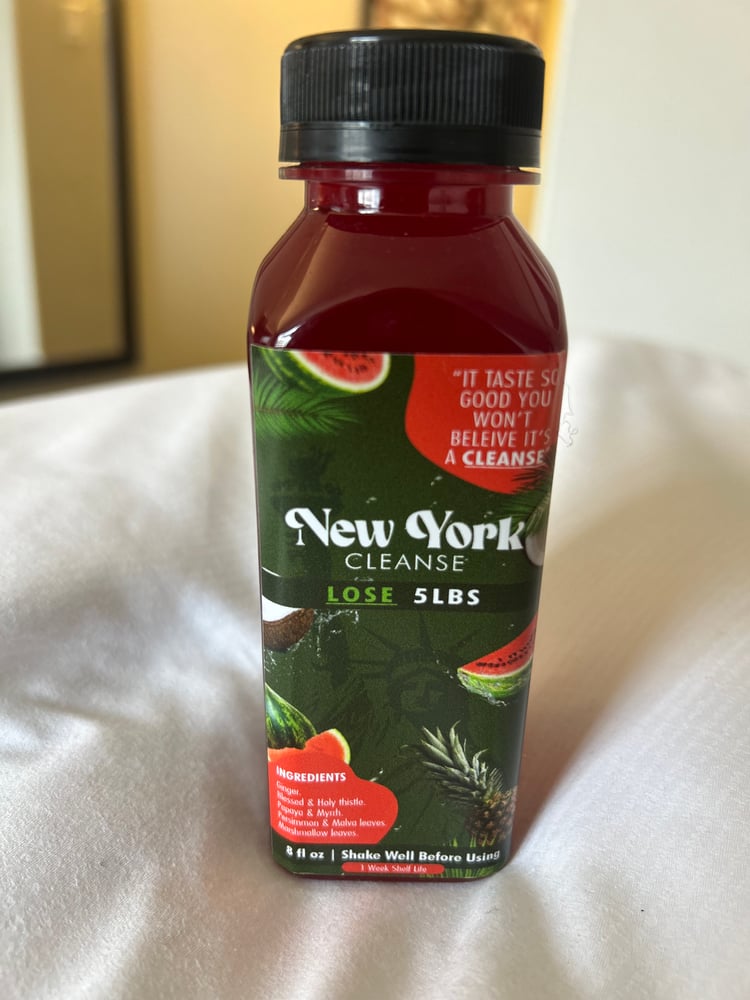 "IT TASTE SO
GOOD YOU
WON'T
BELEIVE IT'S
A CLEANSE
New York
CLEANSE
LOSE 5LBS
INGREDIENTS
Ginger.
Blessed & Holy thistle.
Papaya & Myrrh.
Persimmon & Malva leaves.
Marshmallow leaves.
8 fl oz | Shake Well Before Using
1 Week Shelf Life